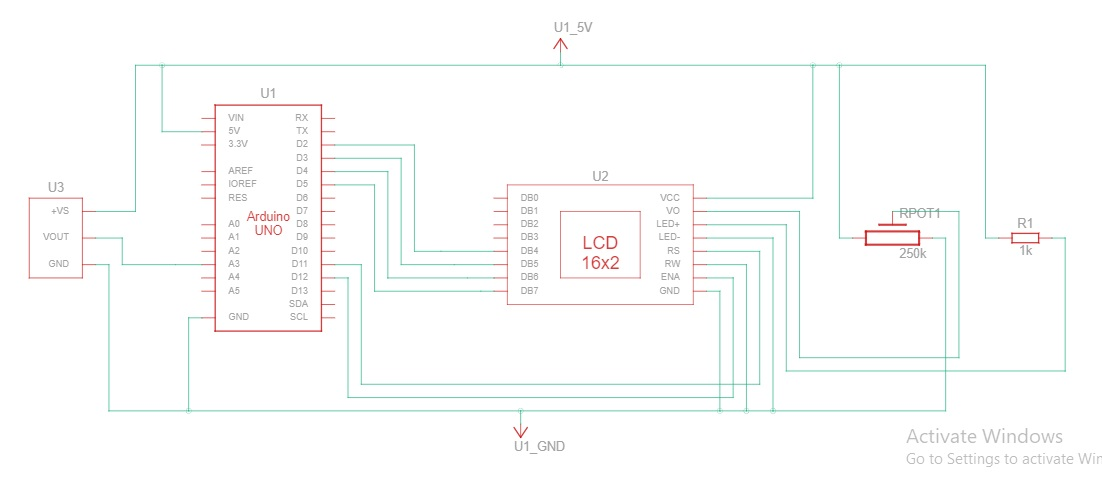 U1_5V
U1
VIN
5V
3.3V
AREF
IOREF
RES
A0
A1
A2
A3
A4
A5
GND
Arduino
UNO
RX
TX
D2
D3
D4
D5
D6
D7
D8
D9
D10
D11
D12
D13
SDA
SCL
U3
+VS
VOUT
GND
U2
DB0
DB1
DB2
DB3
DB4
DB5
DB6
DB7
LCD
16x2
VCC
VO
LED+
LED-
RS
RW
ENA
GND
RPOT1
250k
R1
1k
U1_GND
Activate Windows
Go to Settings to activate Win